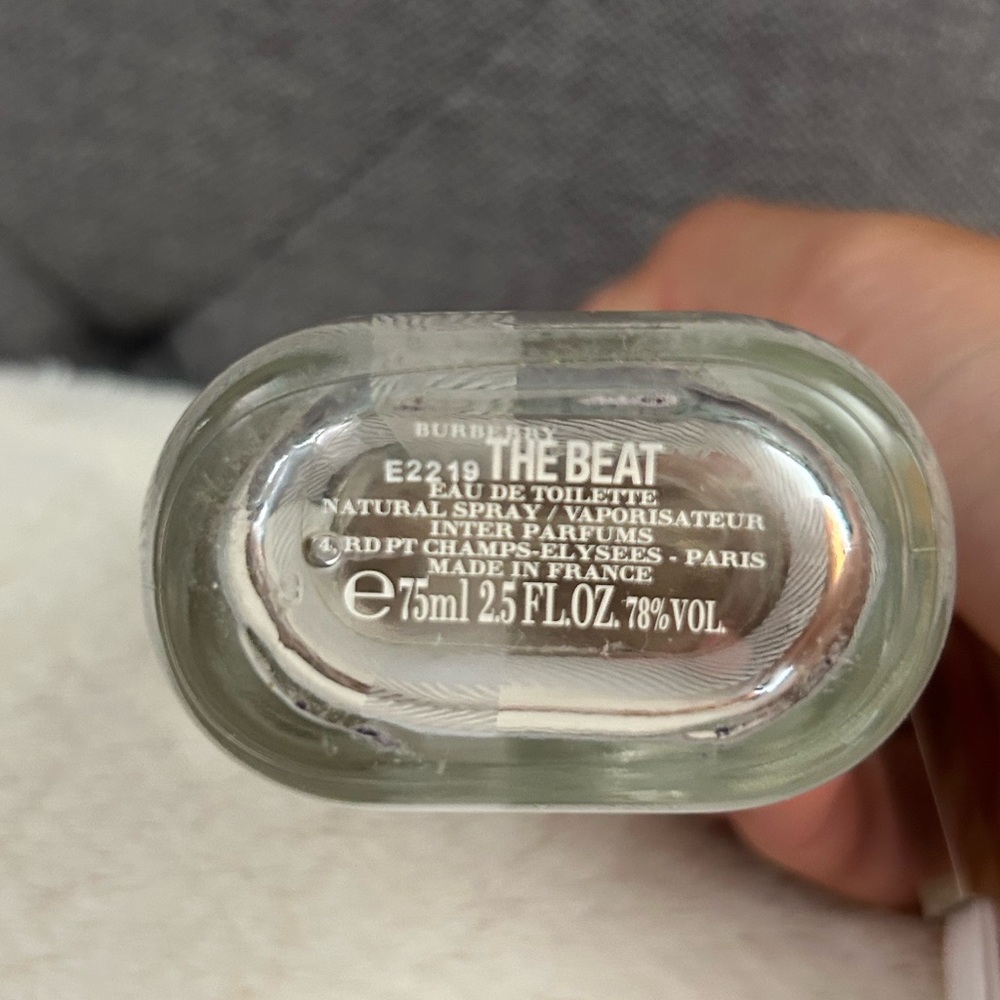 BURBERRY
THE BEAT
E2219
EAU DE TOILETTE
NATURAL SPRAY / VAPORISATEUR
INTER PARFUMS
4, RD PT CHAMPS-ELYSEES - PARIS
MADE IN FRANCE
e 75ml 2.5 FL.OZ. 78% VOL.